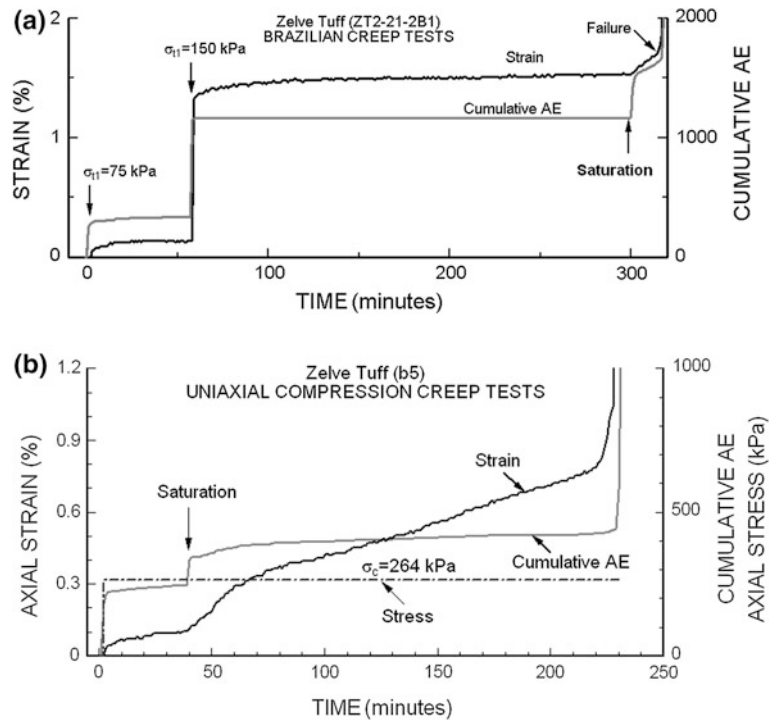 (a)
Zelve Tuff (ZT2-21-2B1)
BRAZILIAN CREEP TESTS
σt1=150 kPa
σt1=75 kPa
Strain
Failure
Cumulative AE
Saturation
STRAIN (%)
2
1
0
CUMULATIVE AE
2000
1000
0
0
100
200
300
TIME (minutes)
(b)
Zelve Tuff (b5)
UNIAXIAL COMPRESSION CREEP TESTS
Saturation
Strain
Cumulative AE
σc=264 kPa
Stress
AXIAL STRAIN (%)
1.2
0.9
0.6
0.3
0
CUMULATIVE AE
AXIAL STRESS (kPa)
1000
500
0
0
50
100
150
200
250
TIME (minutes)